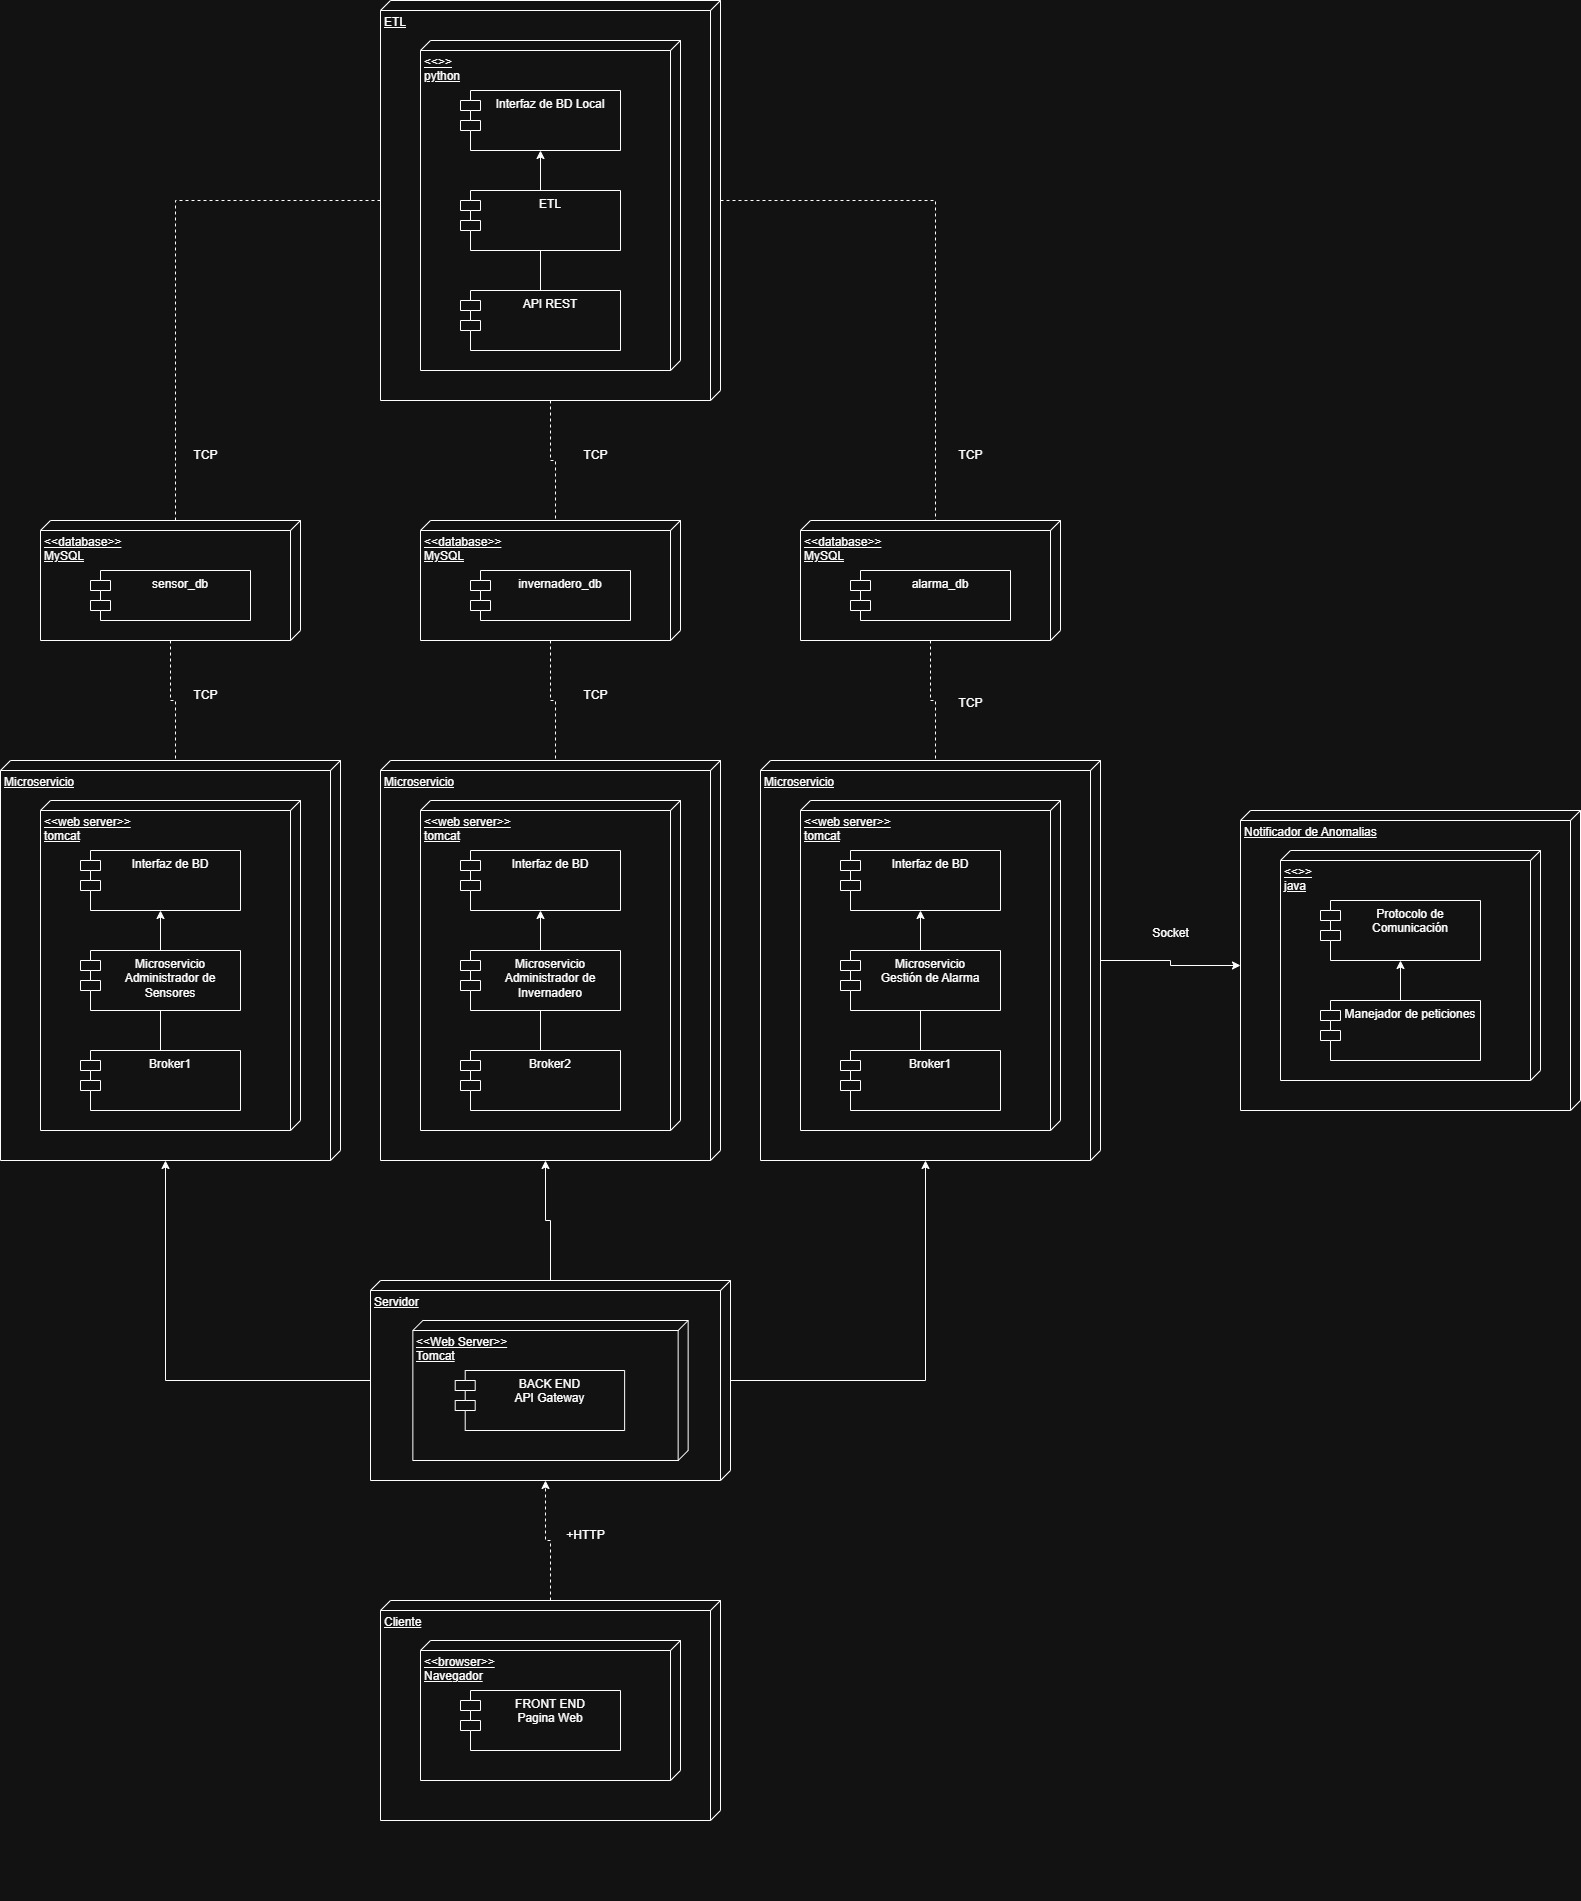 ETL
<<>>
python
Interfaz de BD Local
ETL
API REST
TCP
TCP
TCP
<<database>>
MySQL
sensor_db
<<database>>
MySQL
invernadero_db
<<database>>
MySQL
alarma_db
TCP
TCP
TCP
Microservicio
<<web server>>
tomcat
Interfaz de BD
Microservicio
Administrador de
Sensores
Broker1
Microservicio
<<web server>>
tomcat
Interfaz de BD
Microservicio
Administrador de
Invernadero
Broker2
Microservicio
<<web server>>
tomcat
Interfaz de BD
Microservicio
Gestión de Alarma
Broker1
Socket
Notificador de Anomalias
<<>>
java
Protocolo de
Comunicación
Manejador de peticiones
Servidor
<<Web Server>>
Tomcat
BACK END
API Gateway
+HTTP
Cliente
<<browser>>
Navegador
FRONT END
Pagina Web